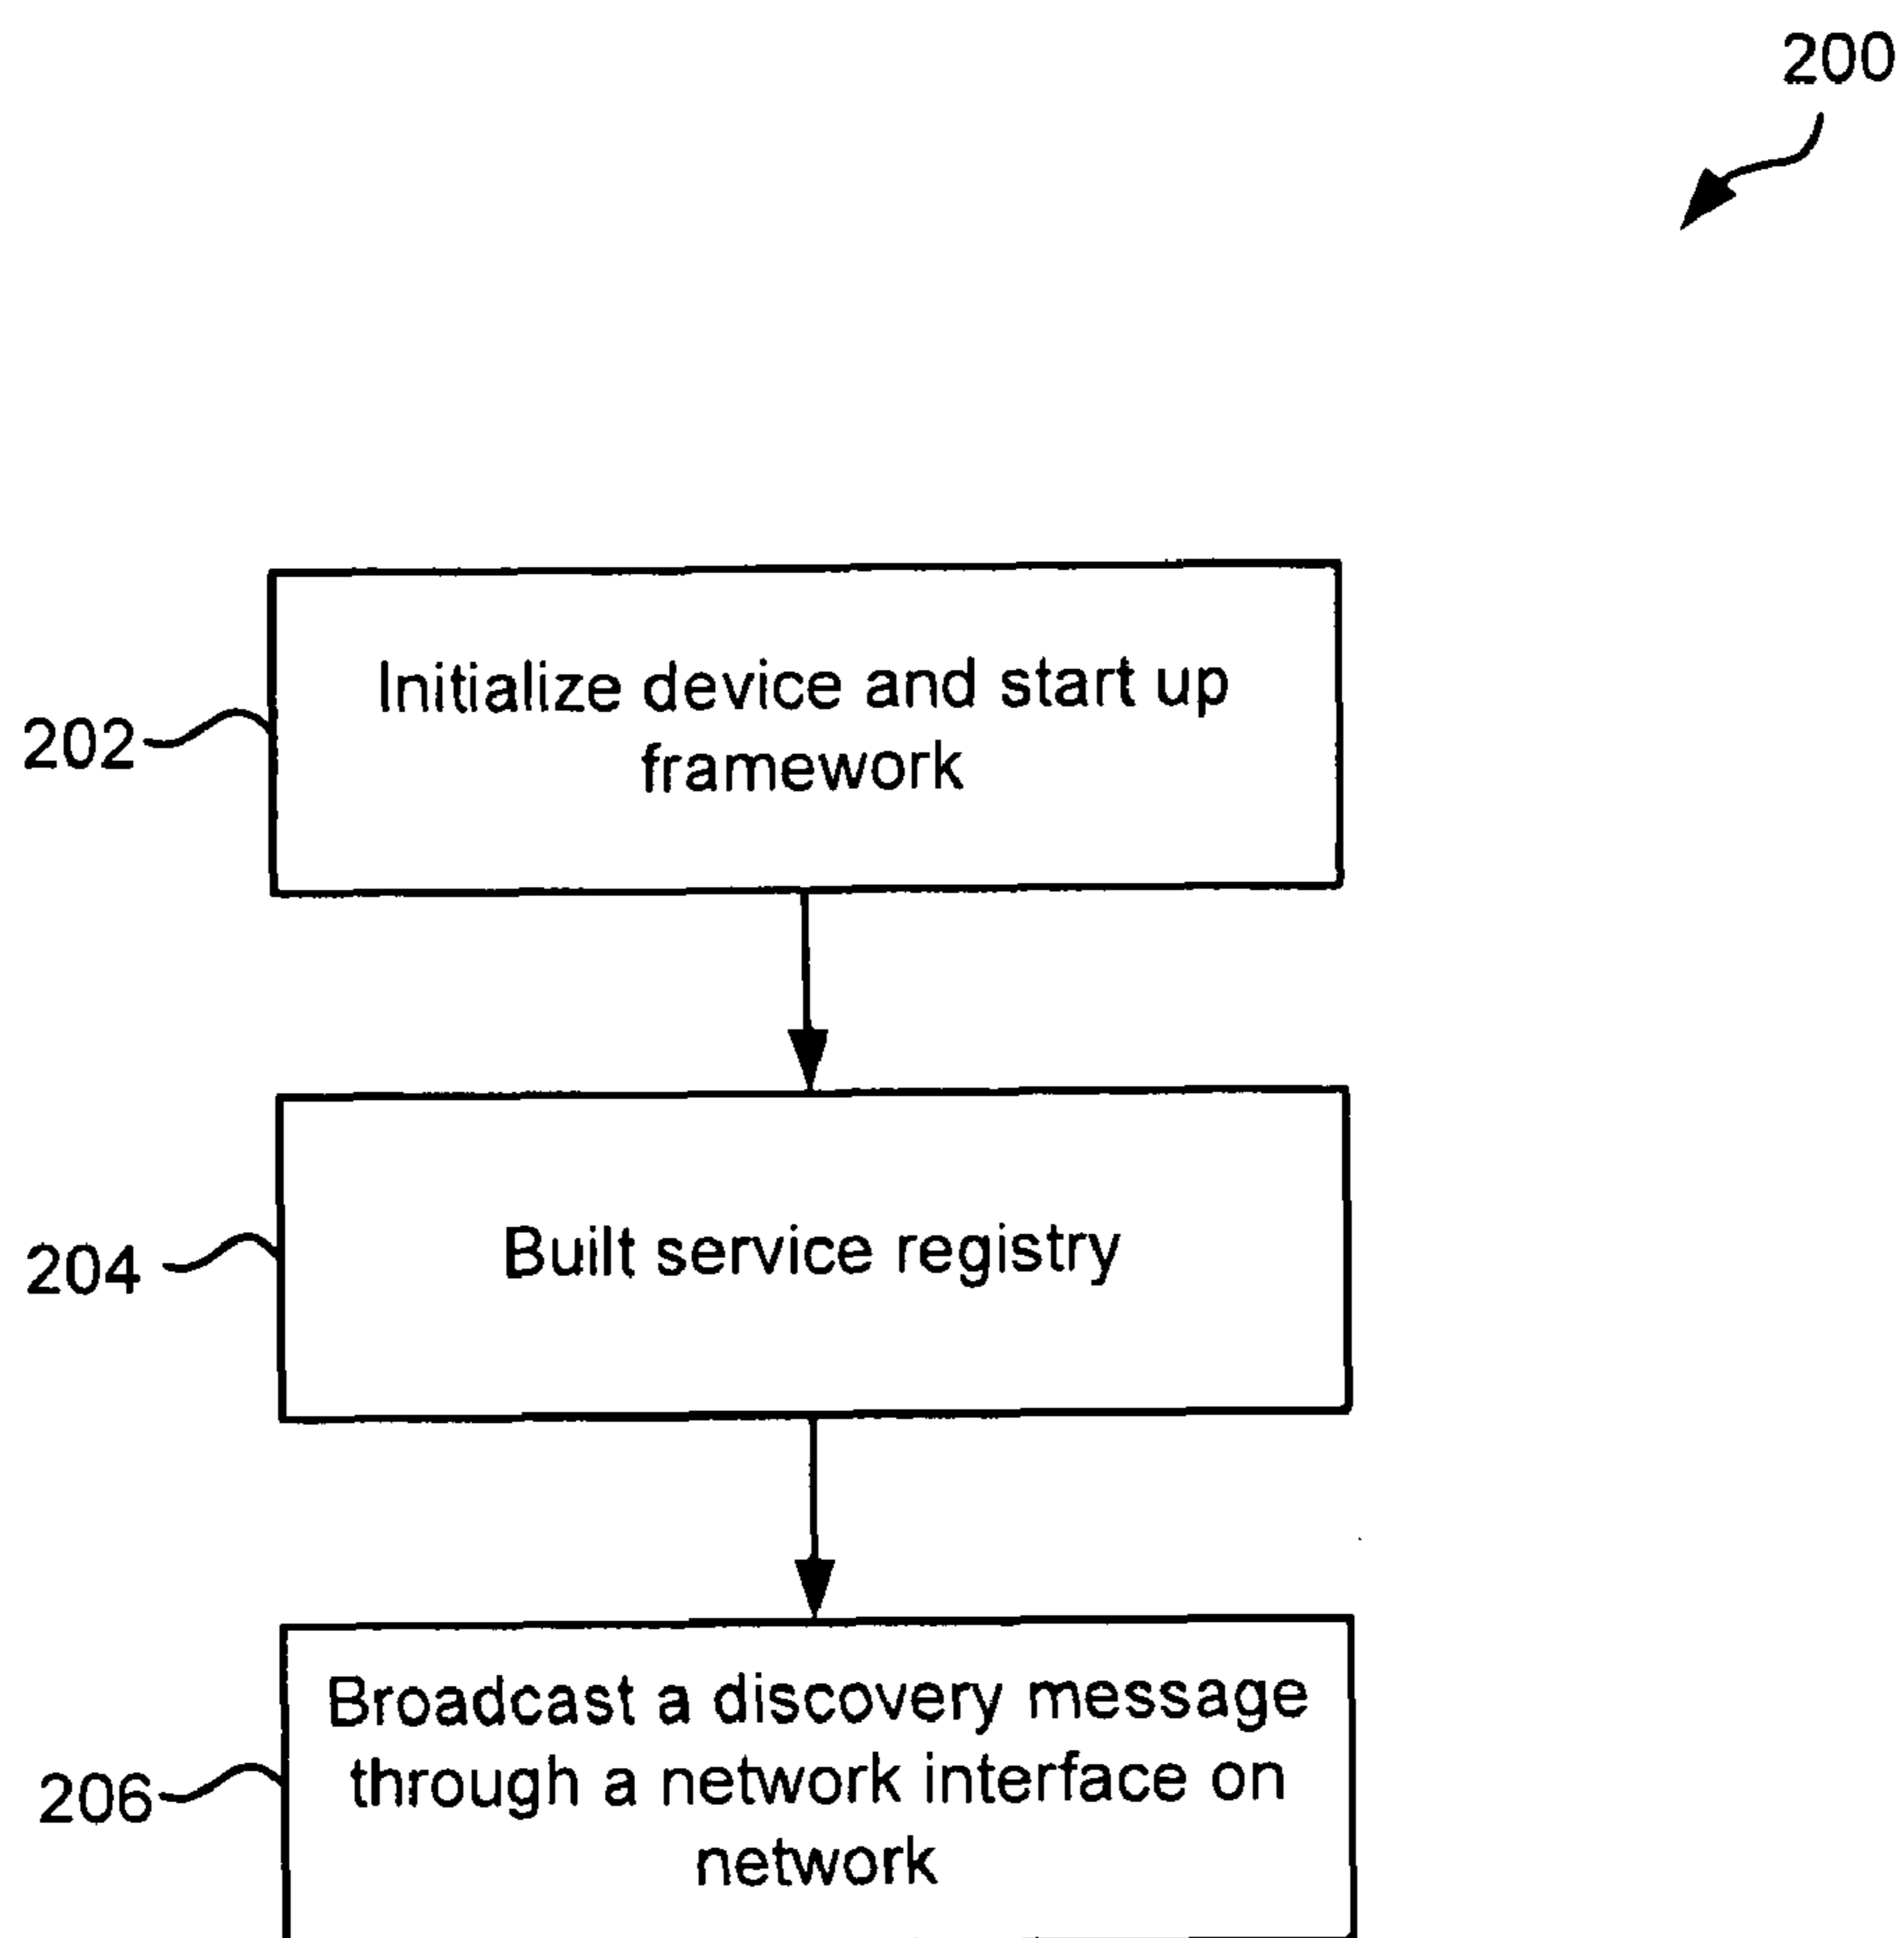 200
Initialize device and start up
framework
202
Built service registry
204
Broadcast a discovery message
through a network interface on
network
206